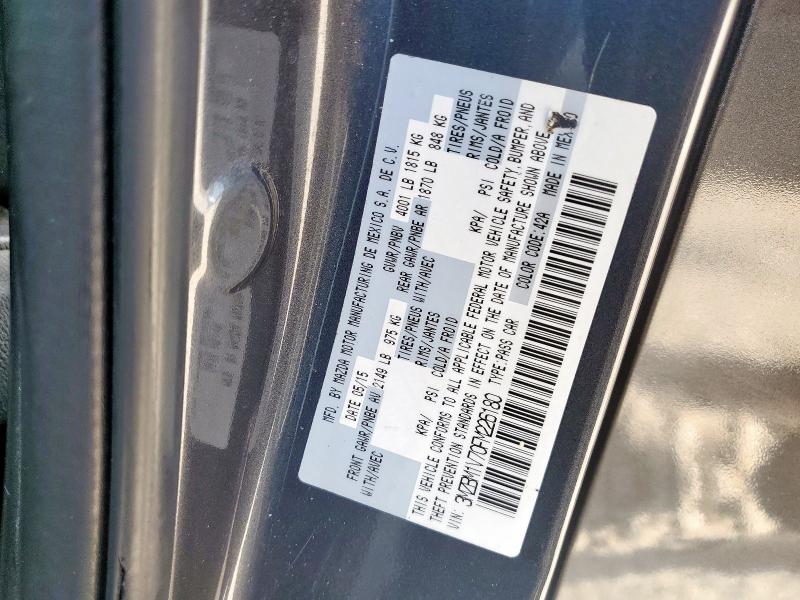 MFD. BY MAZDA MOTOR MANUFACTURING DE MEXICO S.A. DE C.V.
DATE 05/15 GVWR/PNBV 4001 LB 1815 KG
FRONT GAWR/PNBE AV 2149 LB 975 KG REAR GAWR/PNBE AR 1870 LB 848 KG
WITH/AVEC TIRES/PNEUS WITH/AVEC TIRES/PNEUS
RIMS/JANTES RIMS/JANTES
KPA/ PSI COLD/A FROID KPA/ PSI COLD/A FROID
THIS VEHICLE CONFORMS TO ALL APPLICABLE FEDERAL MOTOR VEHICLE SAFETY, BUMPER, AND
THEFT PREVENTION STANDARDS IN EFFECT ON THE DATE OF MANUFACTURE SHOWN ABOVE
VIN: 3MZBM1V70FM226180 TYPE:PASS CAR COLOR CODE:42A MADE IN MEXICO